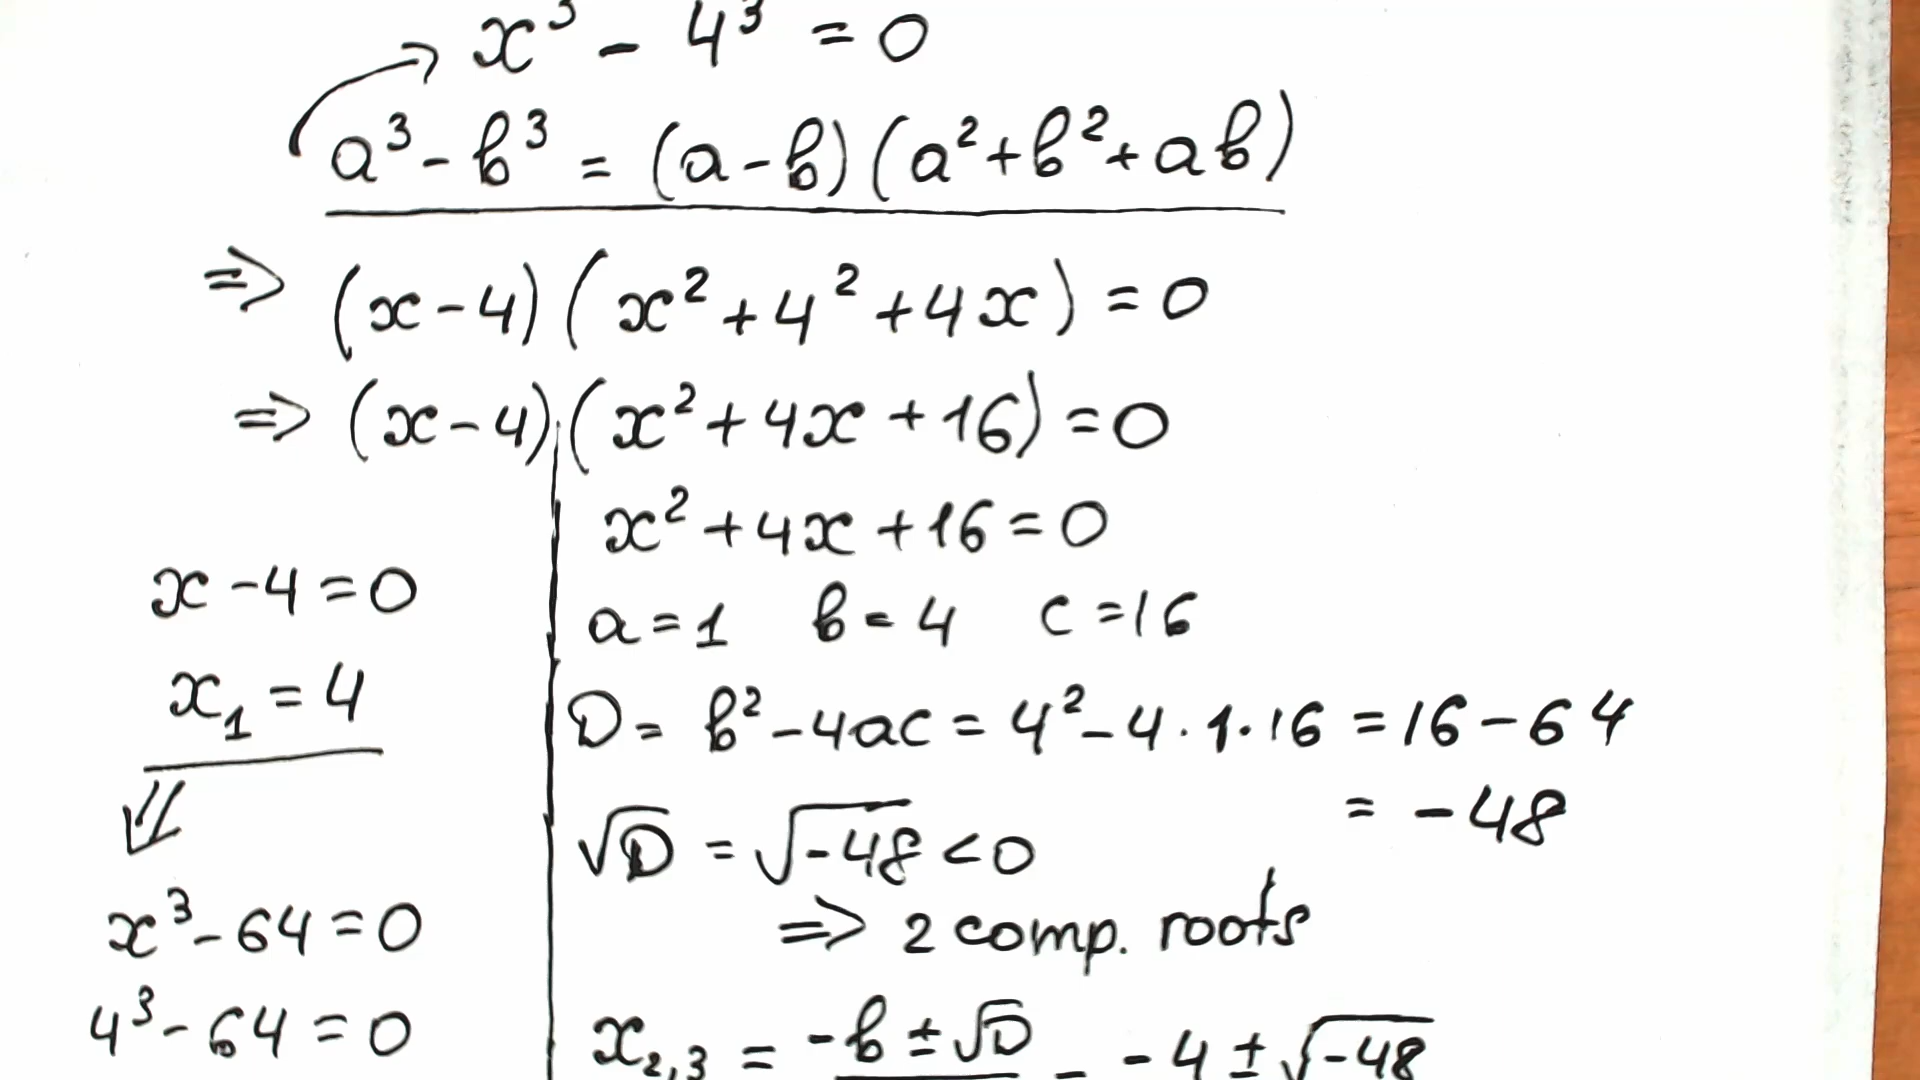 x³ - 4³ = 0
a³ - b³ = (a - b)(a² + b² + ab)
=> (x - 4)(x² + 4² + 4x) = 0
=> (x - 4)(x² + 4x + 16) = 0
x - 4 = 0
x₁ = 4
x³ - 64 = 0
4³ - 64 = 0
x² + 4x + 16 = 0
a = 1 b = 4 c = 16
D = b² - 4ac = 4² - 4 · 1 · 16 = 16 - 64
= -48
√D = √-48 < 0
=> 2 comp. roots
x₂,₃ = -b ± √D = -4 ± √-48